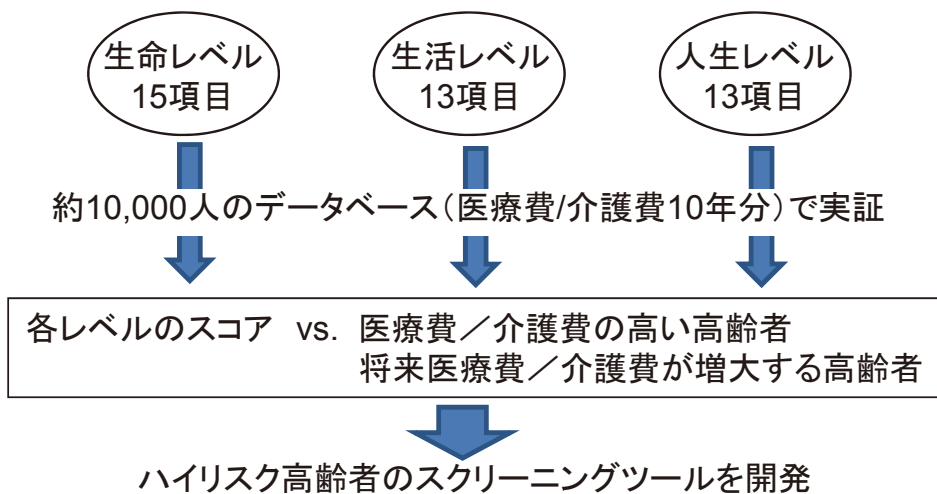 生命レベル
15項目
生活レベル
13項目
人生レベル
13項目
約10,000人のデータベース（医療費/介護費10年分）で実証
各レベルのスコア vs. 医療費／介護費の高い高齢者
将来医療費／介護費が増大する高齢者
ハイリスク高齢者のスクリーニングツールを開発